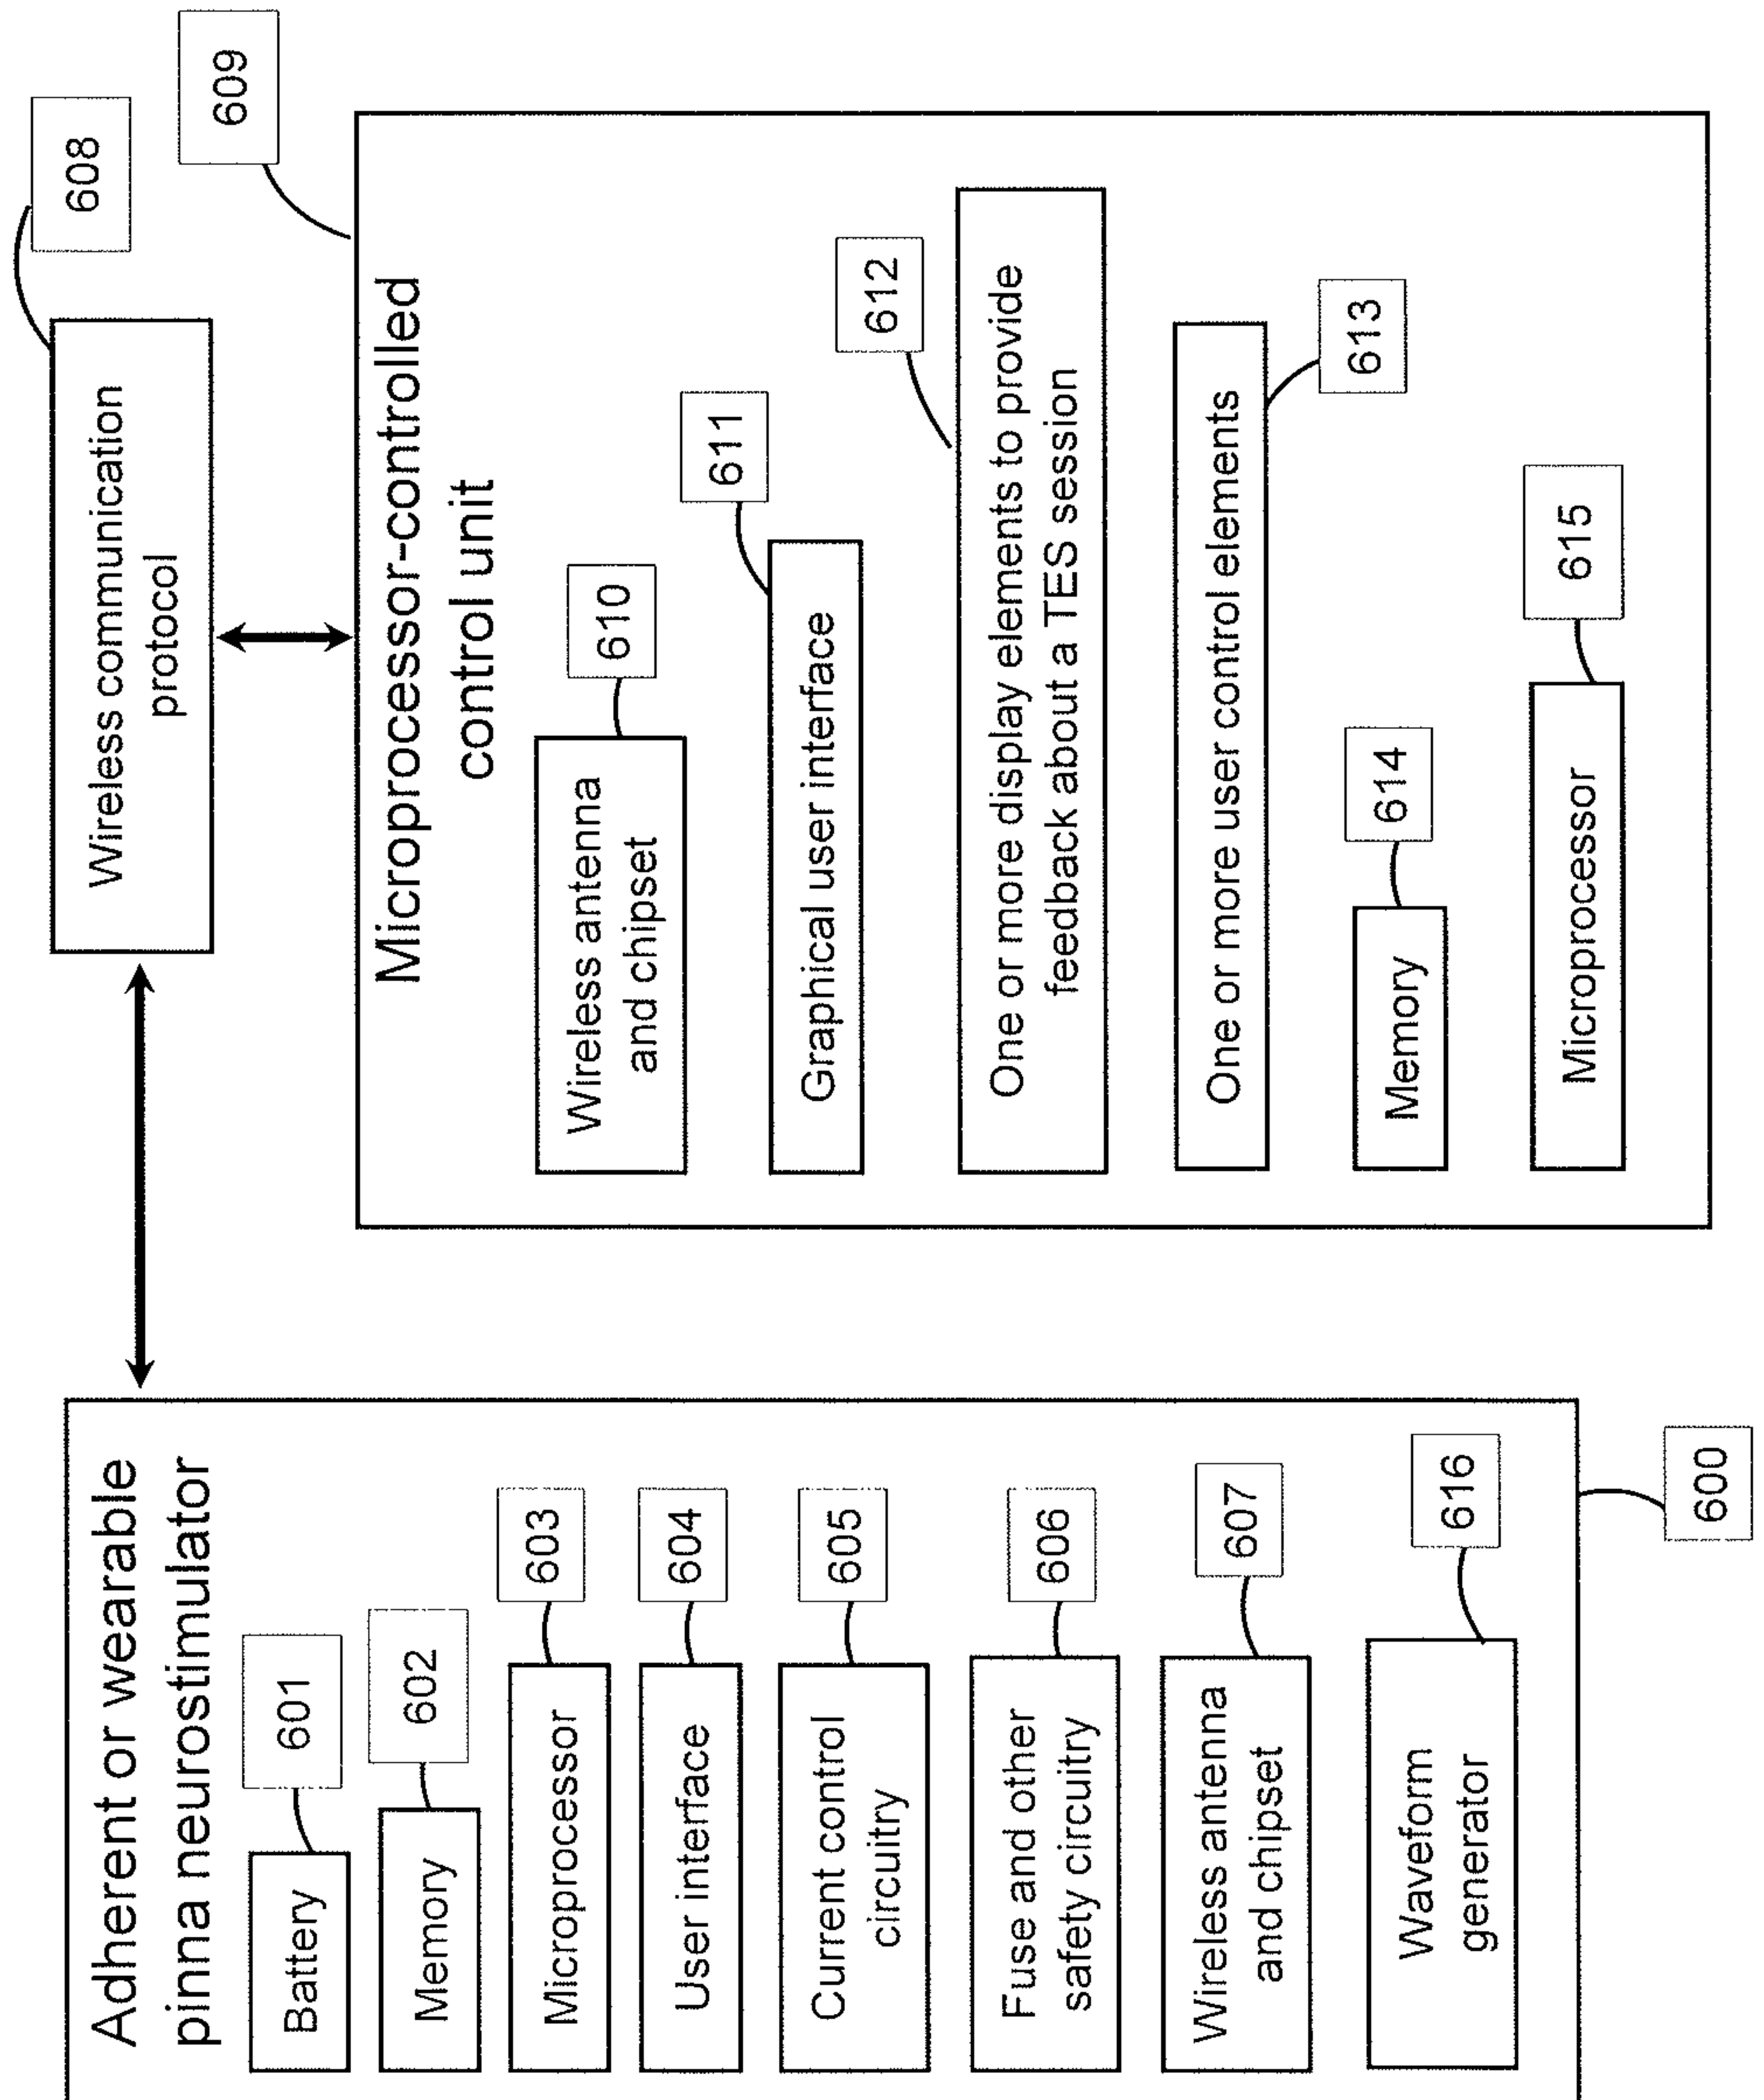 Adherent or wearable
pinna neurostimulator
Battery
601
Memory
602
Microprocessor
603
User interface
604
Current control
circuitry
605
Fuse and other
safety circuitry
606
Wireless antenna
and chipset
607
Waveform
generator
616
600
Wireless communication
protocol
608
609
Microprocessor-controlled
control unit
Wireless antenna
and chipset
610
Graphical user interface
611
One or more display elements to provide
feedback about a TES session
612
One or more user control elements
613
Memory
614
Microprocessor
615